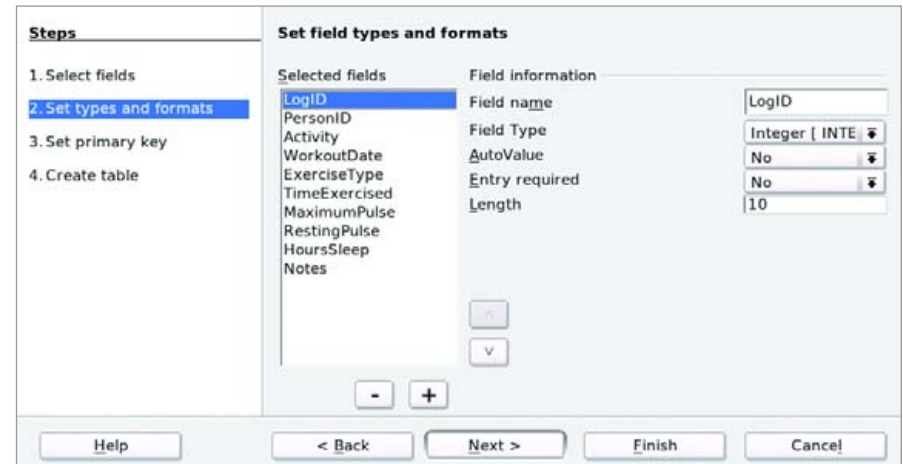 Steps
1. Select fields
2. Set types and formats
3. Set primary key
4. Create table
Set field types and formats
Selected fields
LogID
PersonID
Activity
WorkoutDate
ExerciseType
TimeExercised
MaximumPulse
RestingPulse
HoursSleep
Notes
- +
Field information
Field name LogID
Field Type Integer [ INTE
AutoValue No
Entry required No
Length 10
Help < Back Next > Finish Cancel